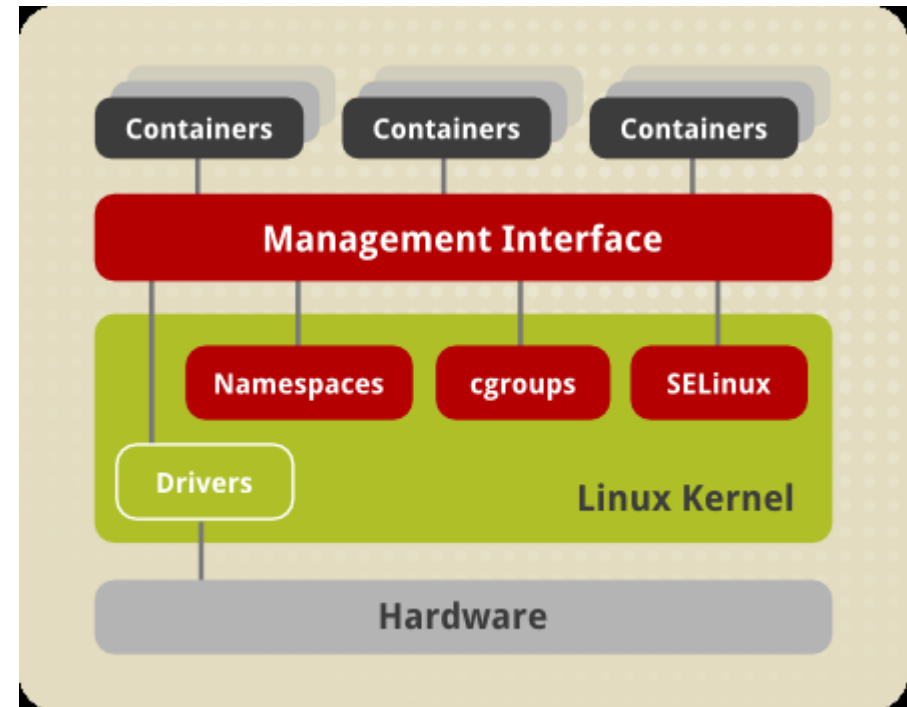 Containers
Containers
Containers
Management Interface
Namespaces
cgroups
SELinux
Drivers
Linux Kernel
Hardware